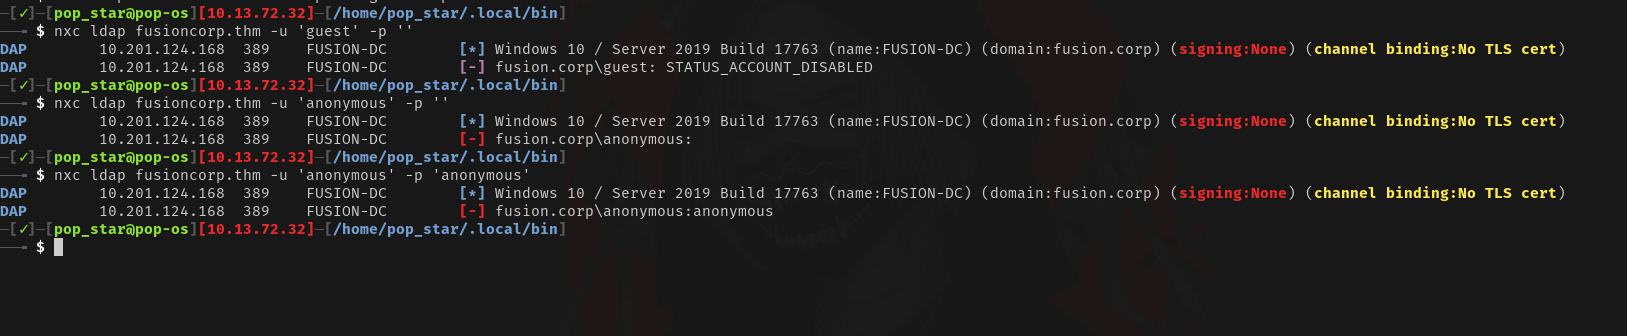 ─[✓]─[pop_star@pop-os][10.13.72.32]─[/home/pop_star/.local/bin]
──╼ $ nxc ldap fusioncorp.thm -u 'guest' -p ''
DAP 10.201.124.168 389 FUSION-DC [*] Windows 10 / Server 2019 Build 17763 (name:FUSION-DC) (domain:fusion.corp) (signing:None) (channel binding:No TLS cert)
DAP 10.201.124.168 389 FUSION-DC [-] fusion.corp\guest: STATUS_ACCOUNT_DISABLED
─[✓]─[pop_star@pop-os][10.13.72.32]─[/home/pop_star/.local/bin]
──╼ $ nxc ldap fusioncorp.thm -u 'anonymous' -p ''
DAP 10.201.124.168 389 FUSION-DC [*] Windows 10 / Server 2019 Build 17763 (name:FUSION-DC) (domain:fusion.corp) (signing:None) (channel binding:No TLS cert)
DAP 10.201.124.168 389 FUSION-DC [-] fusion.corp\anonymous:
─[✓]─[pop_star@pop-os][10.13.72.32]─[/home/pop_star/.local/bin]
──╼ $ nxc ldap fusioncorp.thm -u 'anonymous' -p 'anonymous'
DAP 10.201.124.168 389 FUSION-DC [*] Windows 10 / Server 2019 Build 17763 (name:FUSION-DC) (domain:fusion.corp) (signing:None) (channel binding:No TLS cert)
DAP 10.201.124.168 389 FUSION-DC [-] fusion.corp\anonymous:anonymous
─[✓]─[pop_star@pop-os][10.13.72.32]─[/home/pop_star/.local/bin]
──╼ $